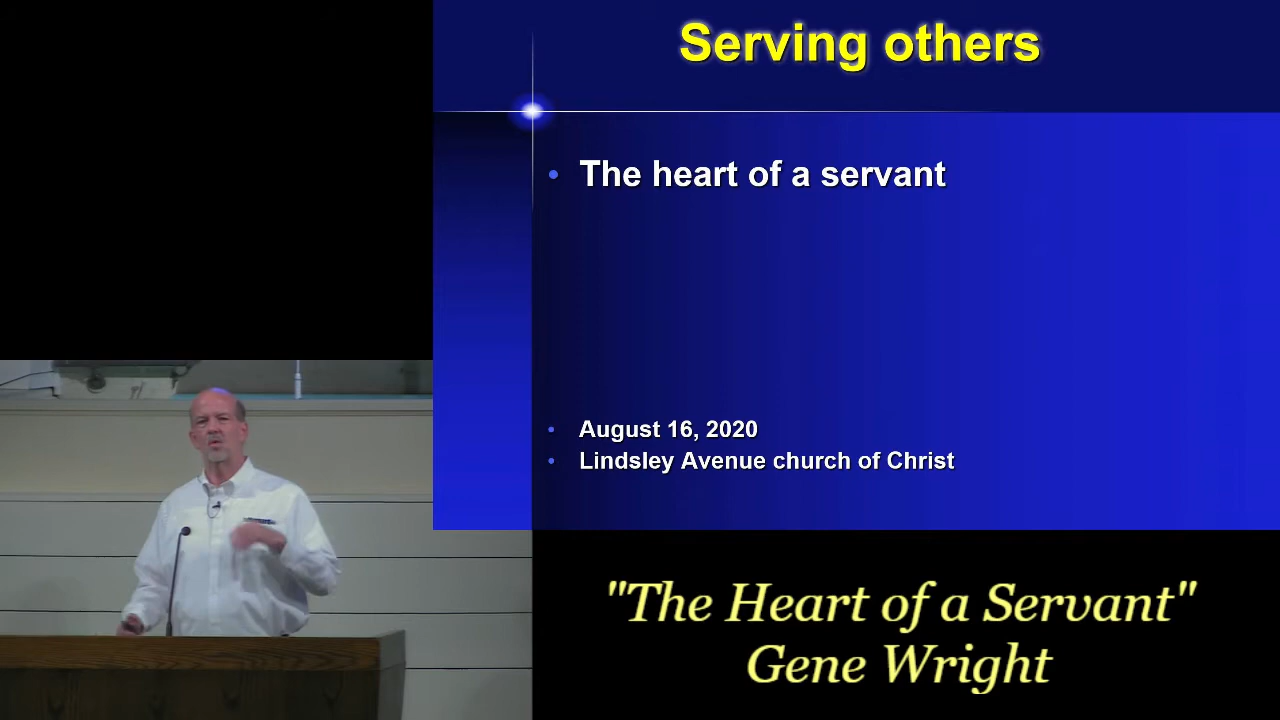 Serving others
• The heart of a servant
• August 16, 2020
• Lindsley Avenue church of Christ
"The Heart of a Servant"
Gene Wright